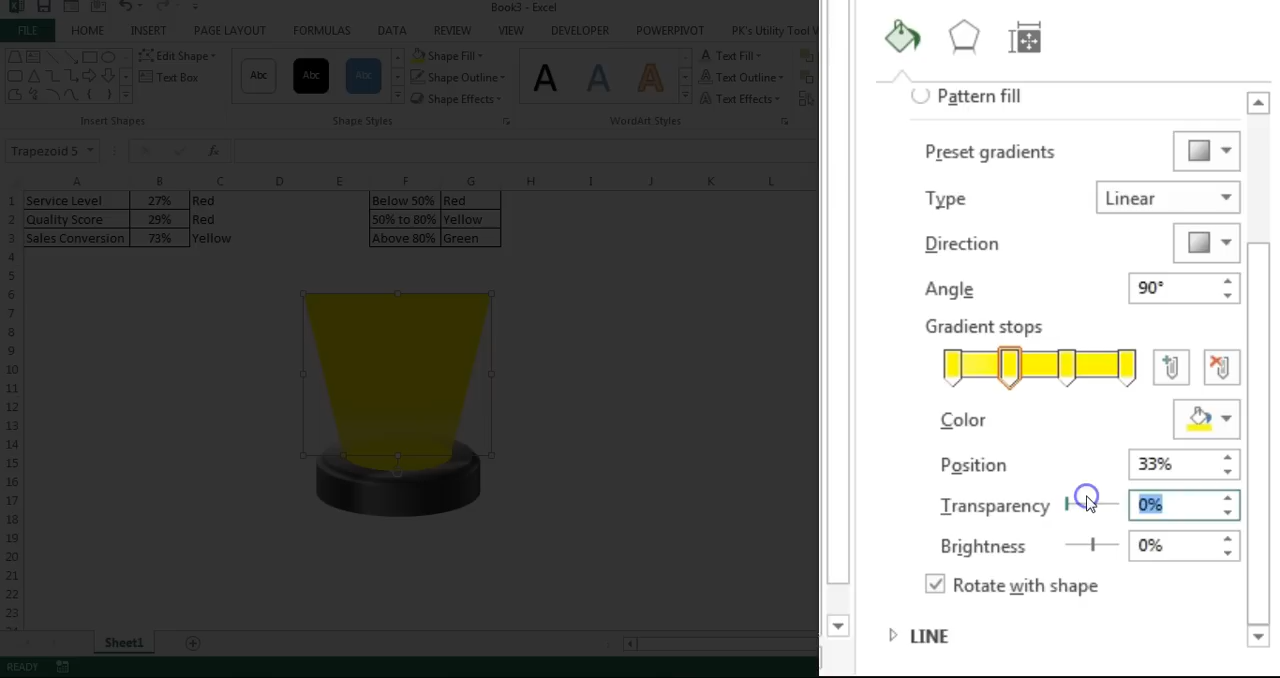 Book3 - Excel
FILE HOME INSERT PAGE LAYOUT FORMULAS DATA REVIEW VIEW DEVELOPER POWERPIVOT PK's Utility Tool V
Edit Shape
Text Box
Abc Abc Abc
Shape Fill
Shape Outline
Shape Effects
A A A
Text Fill
Text Outline
Text Effects
Insert Shapes Shape Styles WordArt Styles
Trapezoid 5 fx
A B C D E F G H I J K L
1 Service Level 27% Red Below 50% Red
2 Quality Score 29% Red 50% to 80% Yellow
3 Sales Conversion 73% Yellow Above 80% Green
4
5
6
7
8
9
10
11
12
13
14
15
16
17
18
19
20
21
22
23
Sheet1
READY
Pattern fill
Preset gradients
Type Linear
Direction
Angle 90°
Gradient stops
Color
Position 33%
Transparency 0%
Brightness 0%
Rotate with shape
LINE